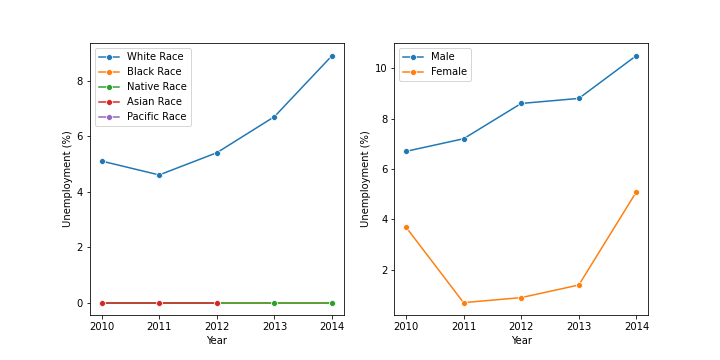 White Race
Black Race
Native Race
Asian Race
Pacific Race
8
6
4
2
0
Unemployment (%)
2010 2011 2012 2013 2014
Year
Male
Female
10
8
6
4
2
Unemployment (%)
2010 2011 2012 2013 2014
Year